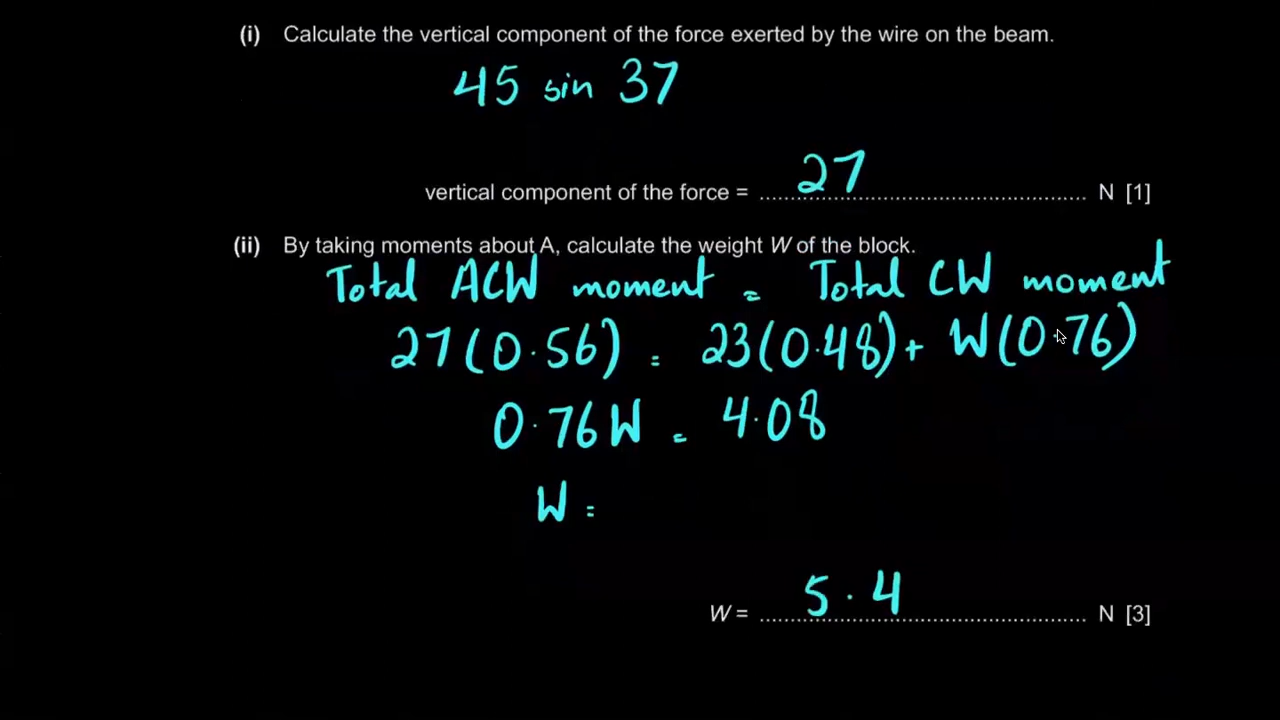 (i) Calculate the vertical component of the force exerted by the wire on the beam.
45 sin 37
vertical component of the force = 27 N [1]
(ii) By taking moments about A, calculate the weight W of the block.
Total ACW moment = Total CW moment
27(0.56) = 23(0.48) + W(0.76)
0.76W = 4.08
W =
W = 5.4 N [3]